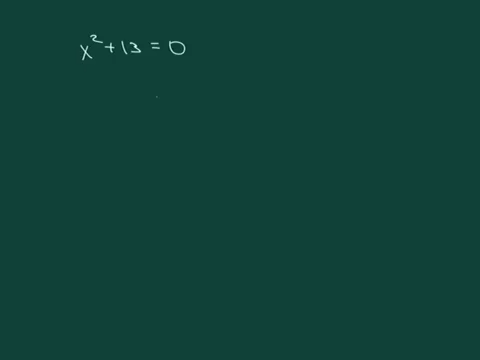 x² + 13 = 0